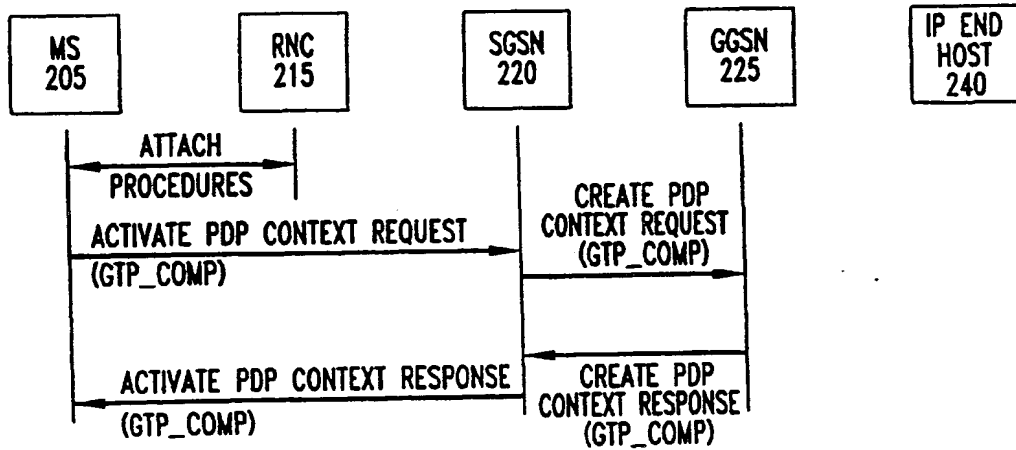 MS
205
RNC
215
SGSN
220
GGSN
225
IP END
HOST
240
ATTACH
PROCEDURES
ACTIVATE PDP CONTEXT REQUEST
(GTP_COMP)
CREATE PDP
CONTEXT REQUEST
(GTP_COMP)
ACTIVATE PDP CONTEXT RESPONSE
(GTP_COMP)
CREATE PDP
CONTEXT RESPONSE
(GTP_COMP)